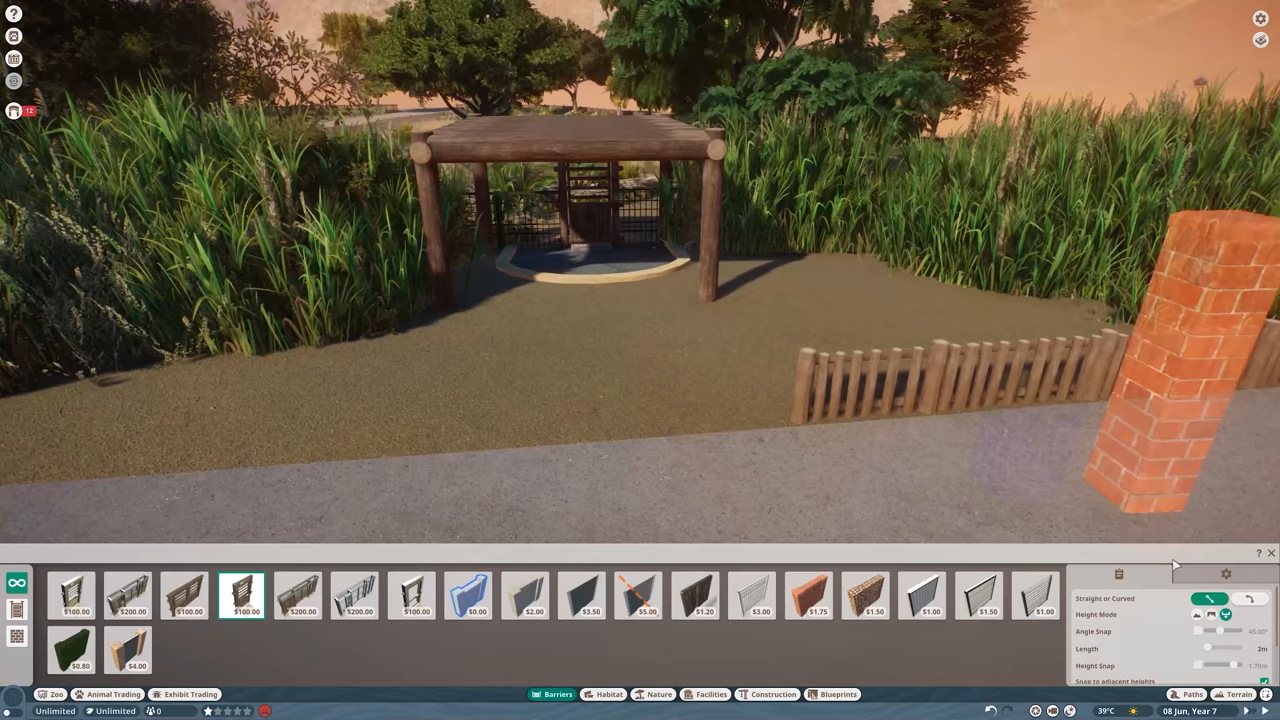 ?
12
? ×
$100.00 $200.00 $100.00 $100.00 $200.00 $200.00 $100.00 $0.00 $2.00 $3.50 $5.00 $1.20 $3.00 $1.75 $1.50 $1.00 $1.50 $1.00
$0.80 $4.00
Straight or Curved
Height Mode
Angle Snap 45.00°
Length 2m
Height Snap 1.70m
Snap to adjacent heights
Zoo Animal Trading Exhibit Trading Barriers Habitat Nature Facilities Construction Blueprints Paths Terrain
Unlimited Unlimited 0 39°C 08 Jun, Year 7